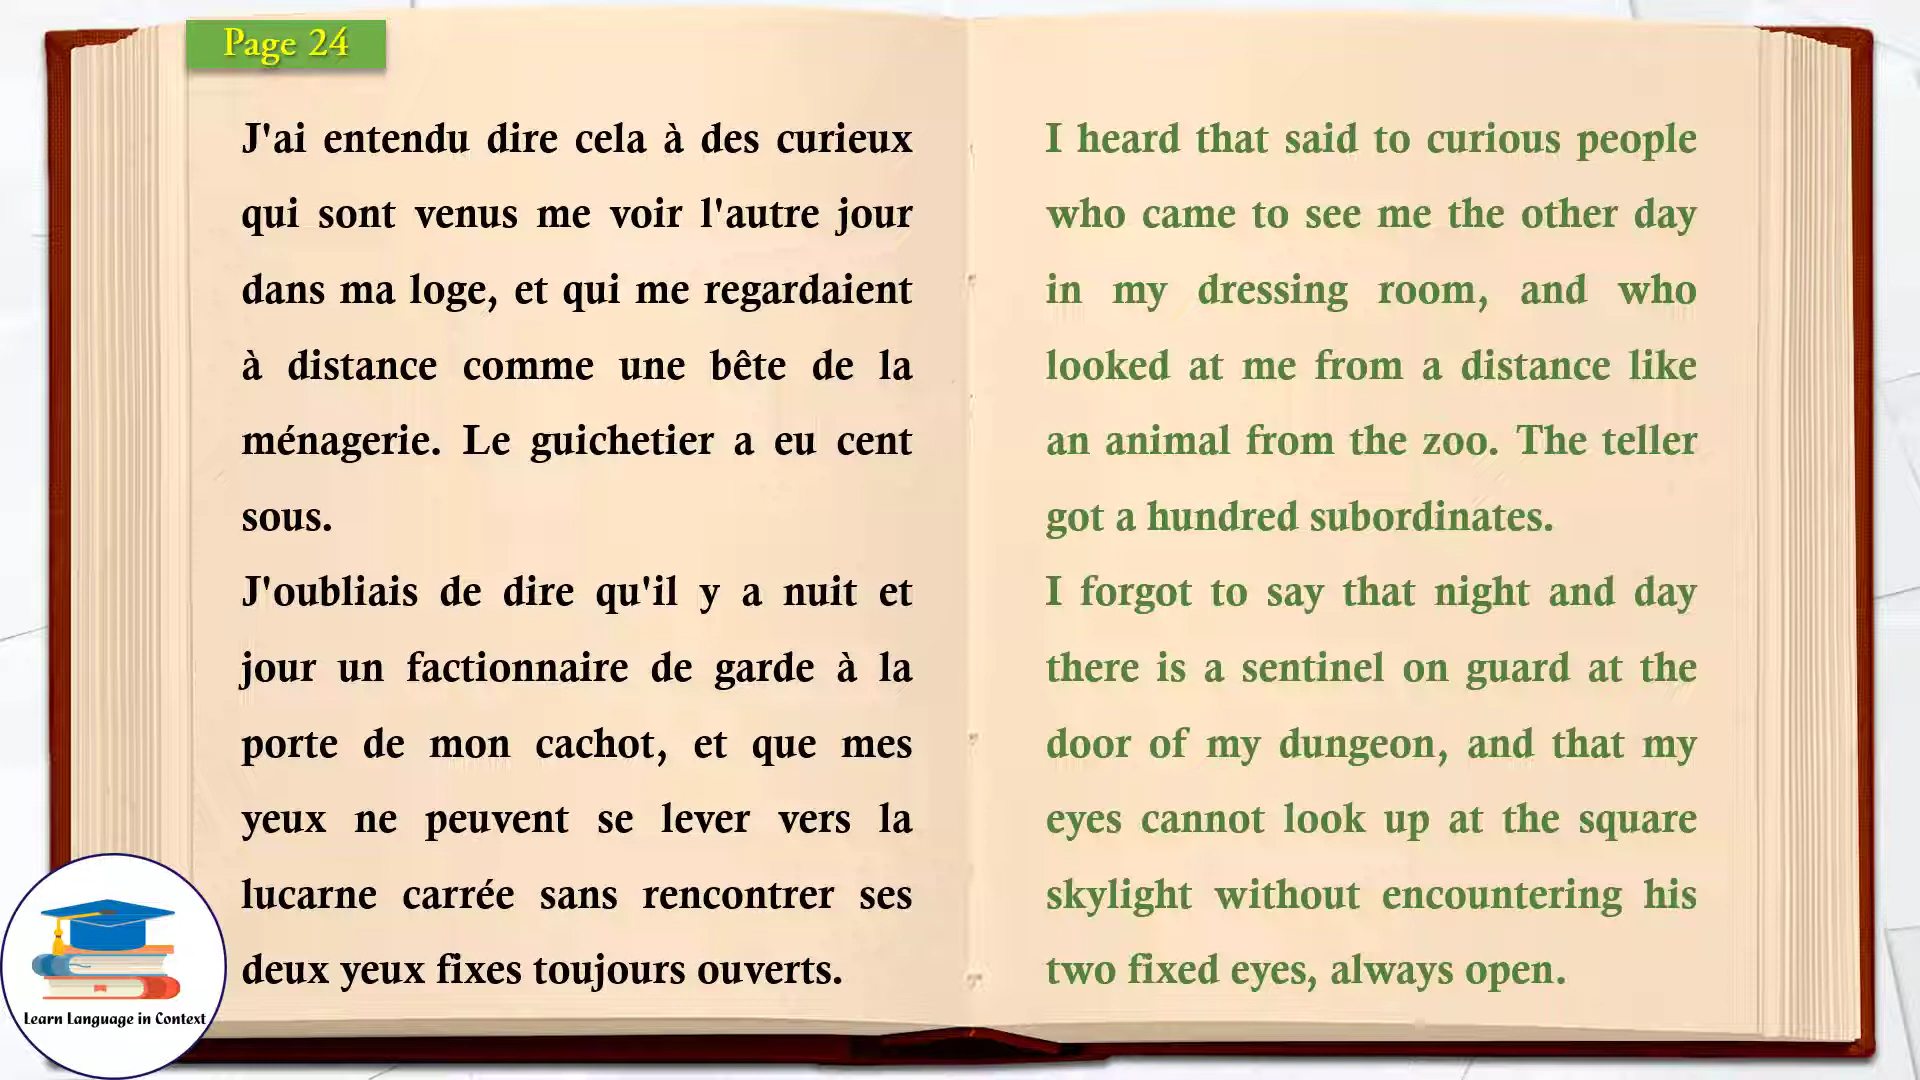 Page 24
J'ai entendu dire cela à des curieux
qui sont venus me voir l'autre jour
dans ma loge, et qui me regardaient
à distance comme une bête de la
ménagerie. Le guichetier a eu cent
sous.
J'oubliais de dire qu'il y a nuit et
jour un factionnaire de garde à la
porte de mon cachot, et que mes
yeux ne peuvent se lever vers la
lucarne carrée sans rencontrer ses
deux yeux fixes toujours ouverts.
I heard that said to curious people
who came to see me the other day
in my dressing room, and who
looked at me from a distance like
an animal from the zoo. The teller
got a hundred subordinates.
I forgot to say that night and day
there is a sentinel on guard at the
door of my dungeon, and that my
eyes cannot look up at the square
skylight without encountering his
two fixed eyes, always open.
Learn Language in Context